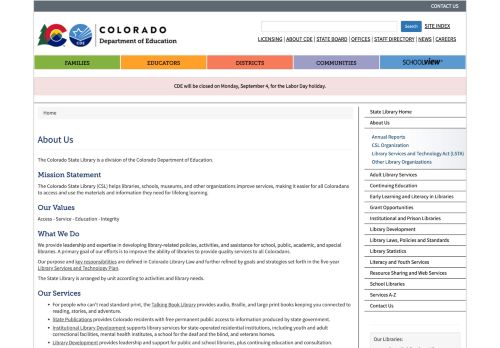 CONTACT US
COLORADO
Department of Education
CDE
Search
SITE INDEX
LICENSING | ABOUT CDE | STATE BOARD | OFFICES | STAFF DIRECTORY | NEWS | CAREERS
FAMILIES
EDUCATORS
DISTRICTS
COMMUNITIES
SCHOOLVIEW
CDE will be closed on Monday, September 4, for the Labor Day holiday.
Home
About Us
The Colorado State Library is a division of the Colorado Department of Education.
Mission Statement
The Colorado State Library (CSL) helps libraries, schools, museums, and other organizations improve services, making it easier for all Coloradans
to access and use the materials and information they need for lifelong learning.
Our Values
Access - Service - Education - Integrity
What We Do
We provide leadership and expertise in developing library-related policies, activities, and assistance for school, public, academic, and special
libraries. A primary goal of our efforts is to improve the ability of libraries to provide quality services to all Coloradans.
Our purpose and key responsibilities are defined in Colorado Library Law and further refined by goals and strategies set forth in the five-year
Library Services and Technology Plan.
The State Library is arranged by unit according to activities and library needs.
Our Services
• For people who can't read standard print, the Talking Book Library provides audio, Braille, and large print books keeping you connected to
reading, stories, and adventure.
• State Publications provides Colorado residents with free permanent public access to information produced by state government.
• Institutional Library Development supports library services for state-operated residential institutions, including youth and adult
correctional facilities, mental health institutes, a school for the deaf and the blind, and veterans homes.
• Library Development provides leadership and support for public and school libraries, plus continuing education and consultation.
State Library Home
About Us
Annual Reports
CSL Organization
Library Services and Technology Act (LSTA)
Other Library Organizations
Adult Library Services
Continuing Education
Early Learning and Literacy in Libraries
Grant Opportunities
Institutional and Prison Libraries
Library Development
Library Laws, Policies and Standards
Library Statistics
Literacy and Youth Services
Resource Sharing and Web Services
School Libraries
Services A-Z
Contact Us
Our Libraries: